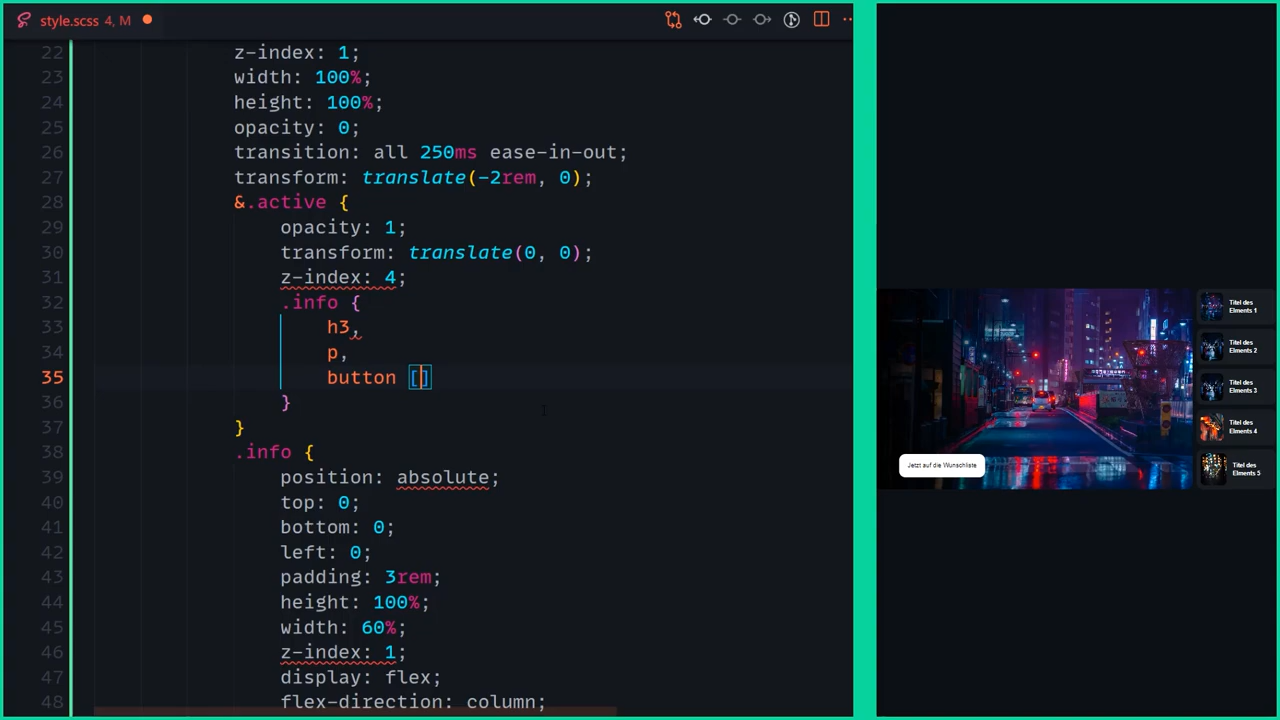 style.scss 4, M
22 z-index: 1;
23 width: 100%;
24 height: 100%;
25 opacity: 0;
26 transition: all 250ms ease-in-out;
27 transform: translate(-2rem, 0);
28 &.active {
29 opacity: 1;
30 transform: translate(0, 0);
31 z-index: 4;
32 .info {
33 h3,
34 p,
35 button []
36 }
37 }
38 .info {
39 position: absolute;
40 top: 0;
41 bottom: 0;
42 left: 0;
43 padding: 3rem;
44 height: 100%;
45 width: 60%;
46 z-index: 1;
47 display: flex;
48 flex-direction: column;
Jetzt auf die Wunschliste
Titel des
Elments 1
Titel des
Elments 2
Titel des
Elments 3
Titel des
Elments 4
Titel des
Elments 5